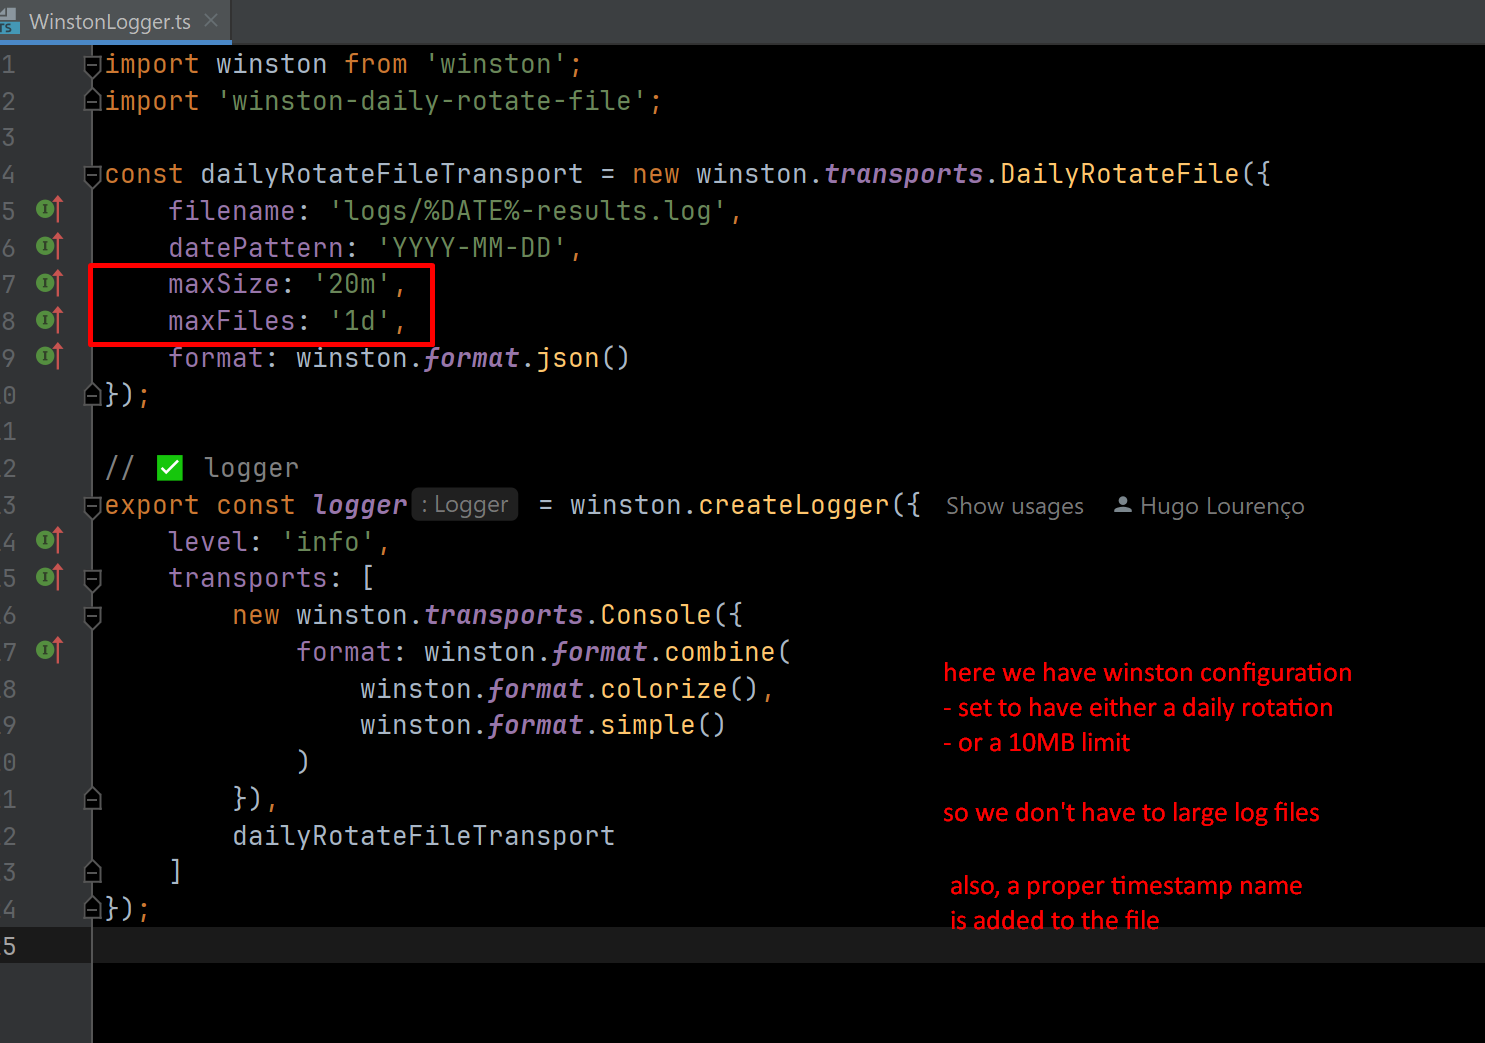 TS WinstonLogger.ts
1 import winston from 'winston';
2 import 'winston-daily-rotate-file';
3
4 const dailyRotateFileTransport = new winston.transports.DailyRotateFile({
5 filename: 'logs/%DATE%-results.log',
6 datePattern: 'YYYY-MM-DD',
7 maxSize: '20m',
8 maxFiles: '1d',
9 format: winston.format.json()
0 });
1
2 // ✅ logger
3 export const logger : Logger = winston.createLogger({ Show usages Hugo Lourenço
4 level: 'info',
5 transports: [
6 new winston.transports.Console({
7 format: winston.format.combine(
8 winston.format.colorize(),
9 winston.format.simple()
0 )
1 }),
2 dailyRotateFileTransport
3 ]
4 });
5
here we have winston configuration
- set to have either a daily rotation
- or a 10MB limit
so we don't have to large log files
also, a proper timestamp name
is added to the file